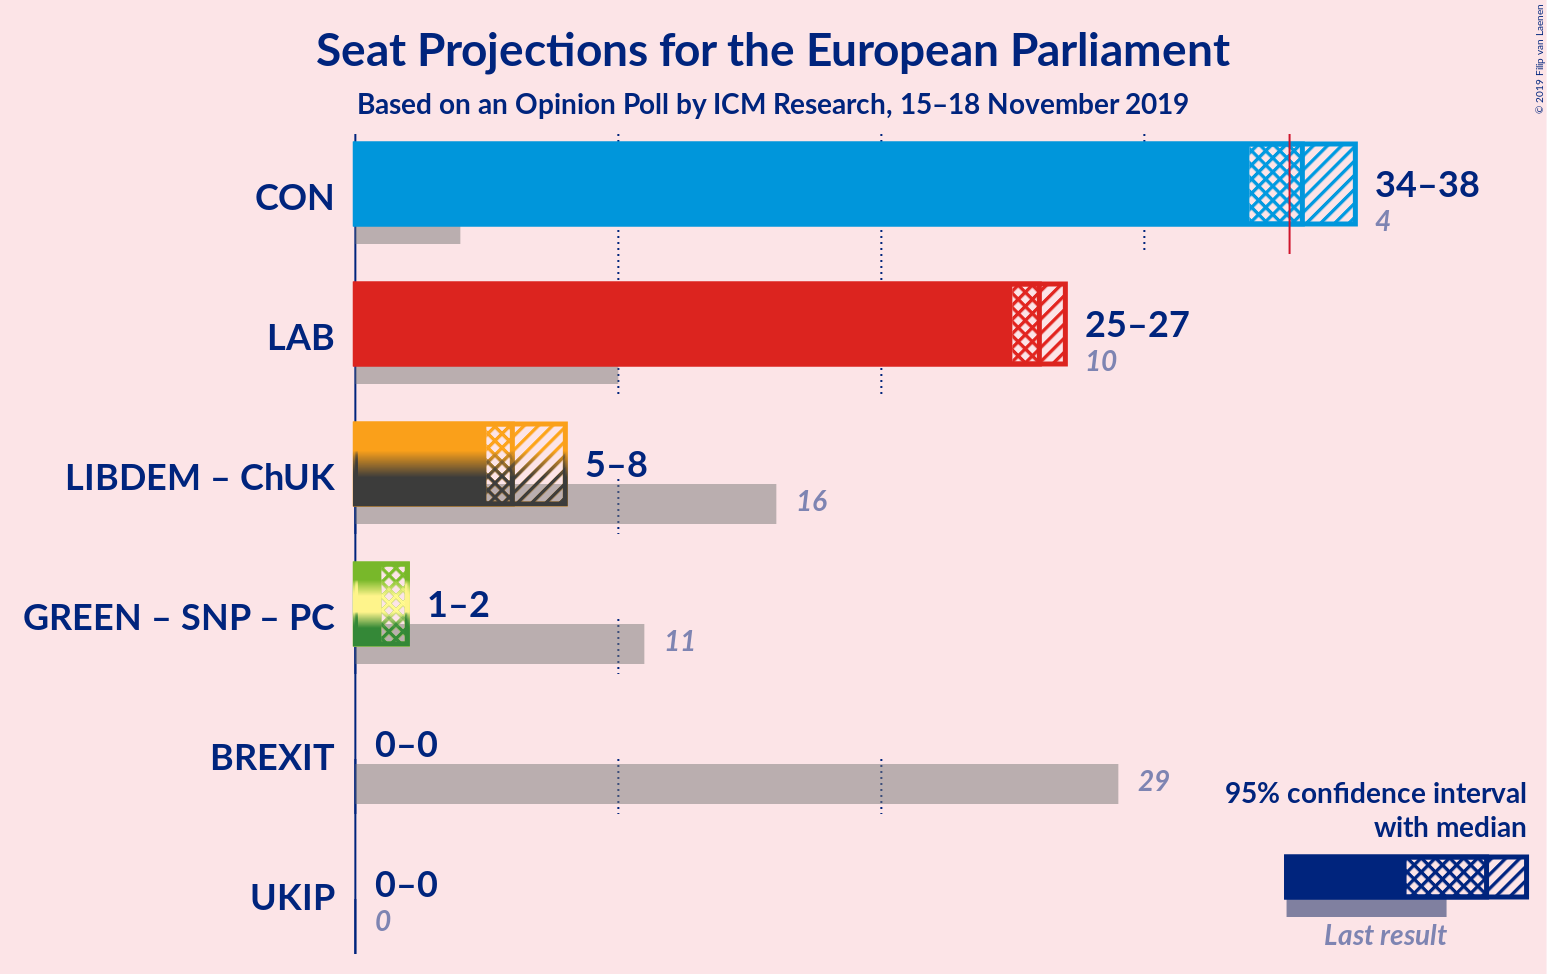 Seat Projections for the European Parliament
Based on an Opinion Poll by ICM Research, 15–18 November 2019
© 2019 Filip van Laenen
CON
34–38
4
LAB
25–27
10
LIBDEM – ChUK
5–8
16
GREEN – SNP – PC
1–2
11
BREXIT
0–0
29
UKIP
0–0
0
95% confidence interval
with median
Last result